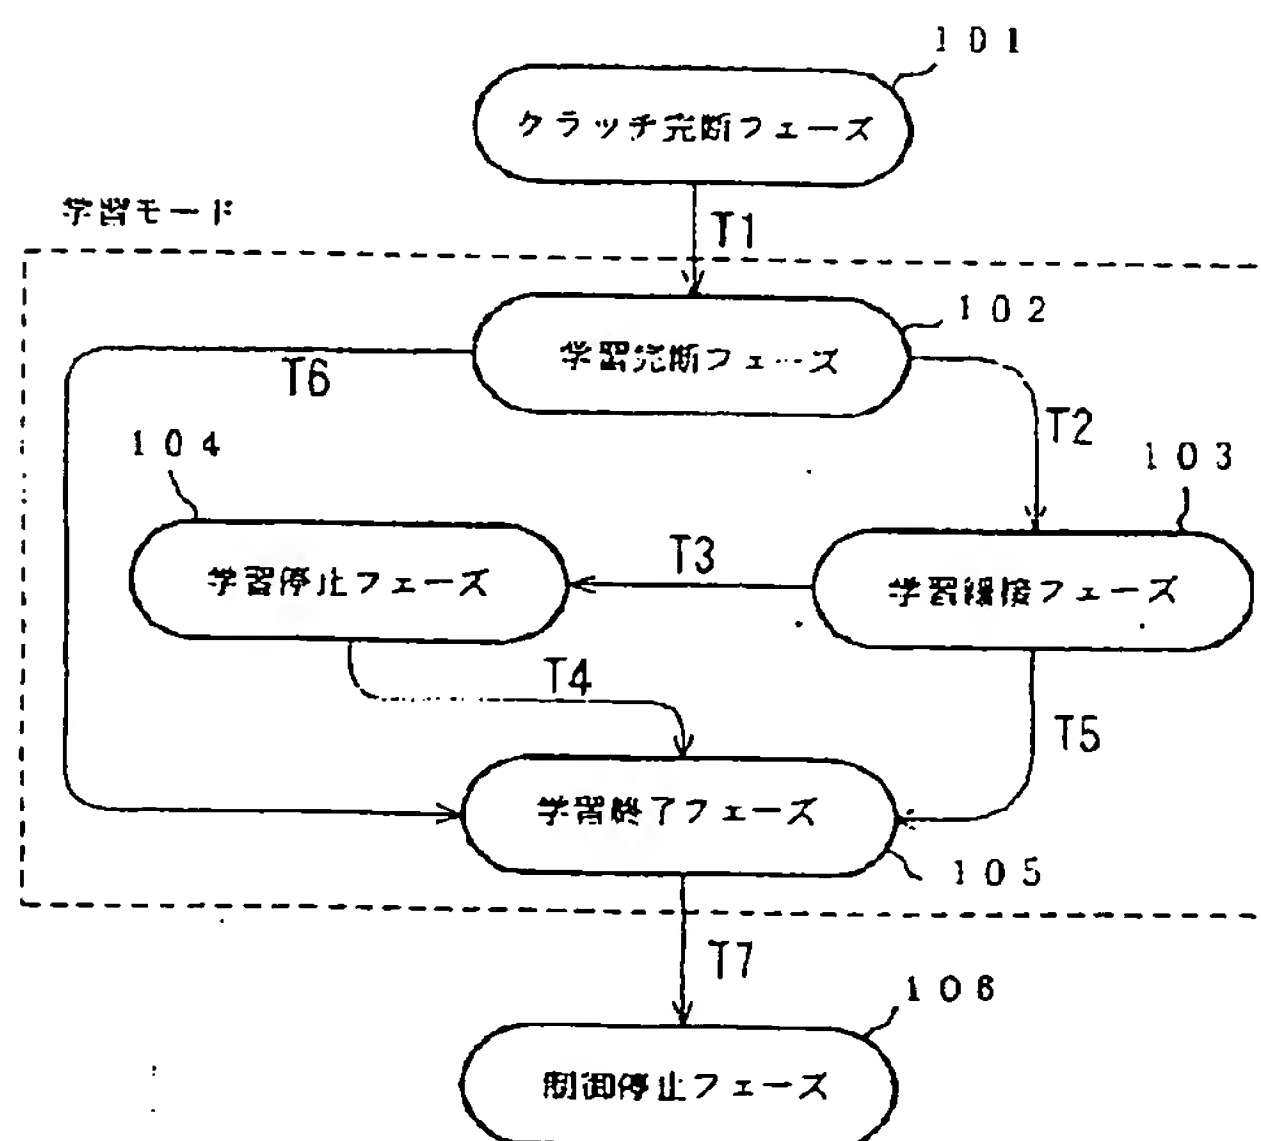 101
クラッチ完断フェーズ
学習モード
T1
102
学習完断フェーズ
T6
T2
104
103
T3
学習停止フェーズ
学習緩接フェーズ
T4
T5
学習終了フェーズ
105
T7
106
制御停止フェーズ